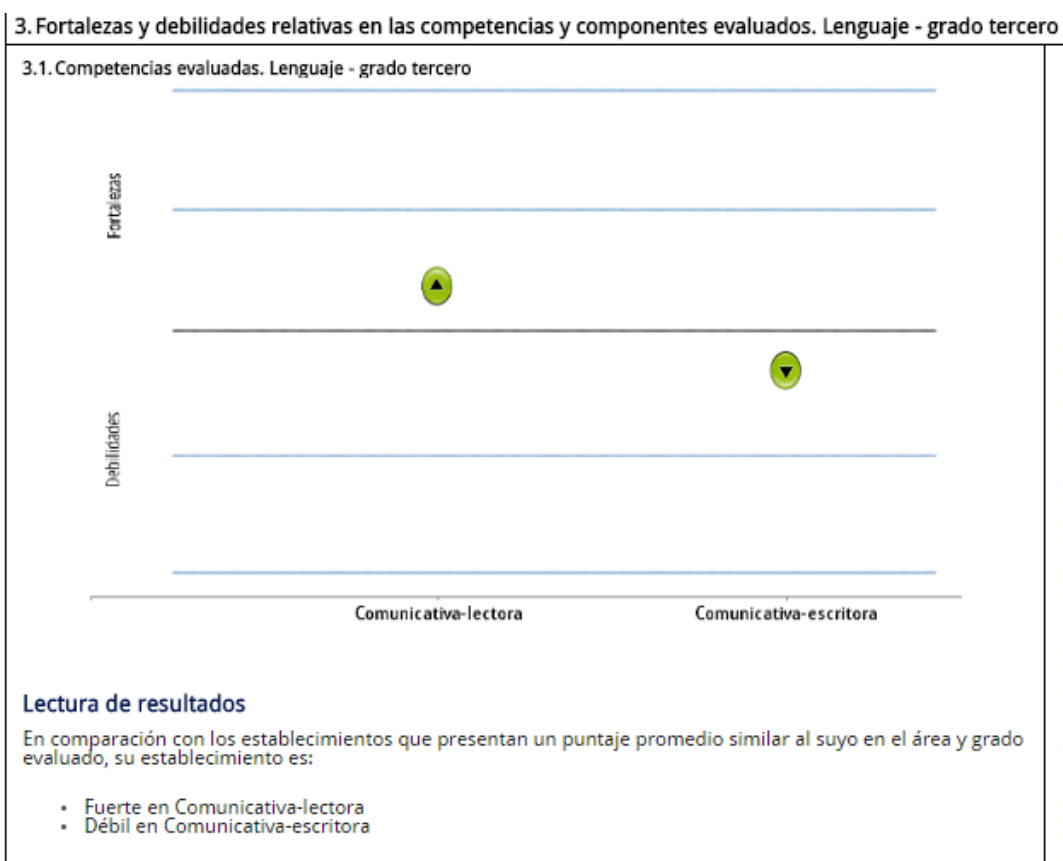 3. Fortalezas y debilidades relativas en las competencias y componentes evaluados. Lenguaje - grado tercero
3.1. Competencias evaluadas. Lenguaje - grado tercero
Fortalezas
Debilidades
Comunicativa-lectora
Comunicativa-escritora
Lectura de resultados
En comparación con los establecimientos que presentan un puntaje promedio similar al suyo en el área y grado
evaluado, su establecimiento es:
• Fuerte en Comunicativa-lectora
• Débil en Comunicativa-escritora